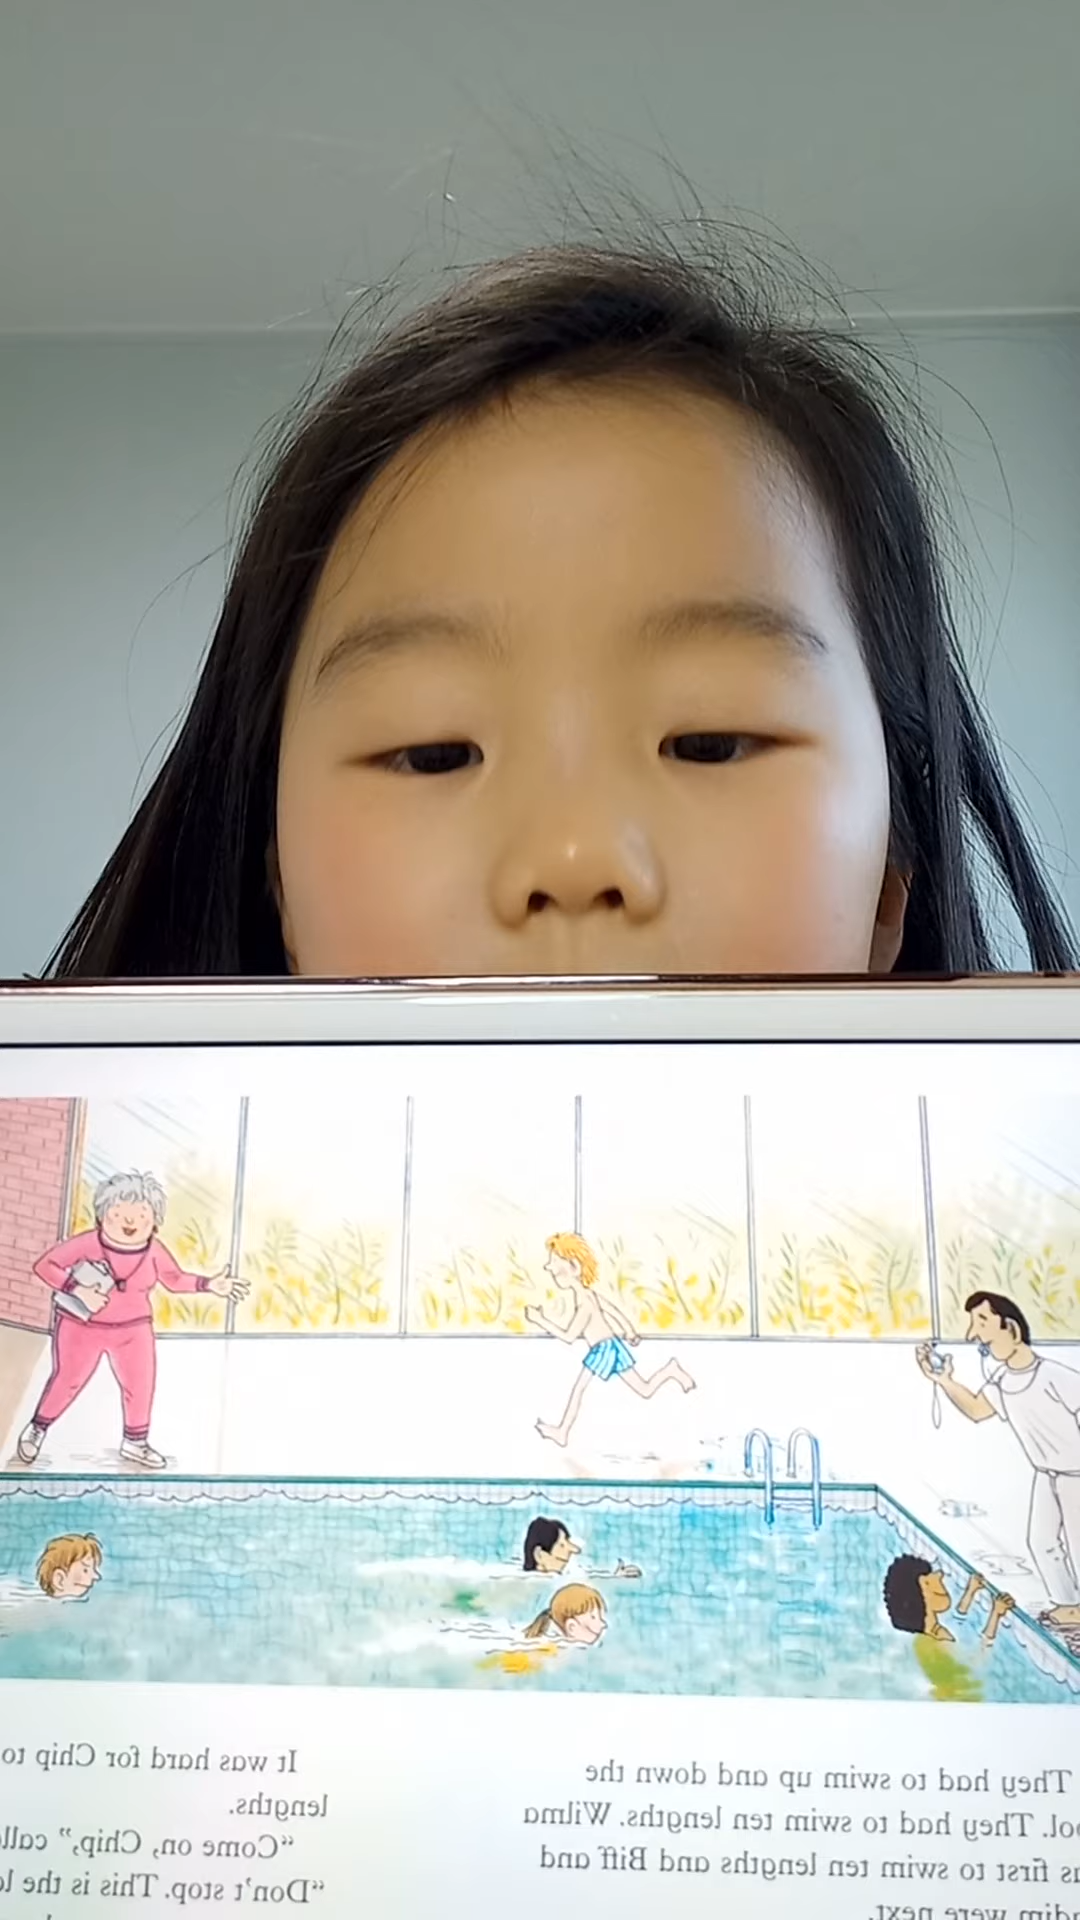 They had to swim up and down the
ool. They had to swim ten lengths. Wilma
as first to swim ten lengths and Biff and
were next.
It was hard for Chip to
lengths.
"Come on, Chip," call
"Don't stop. This is the l